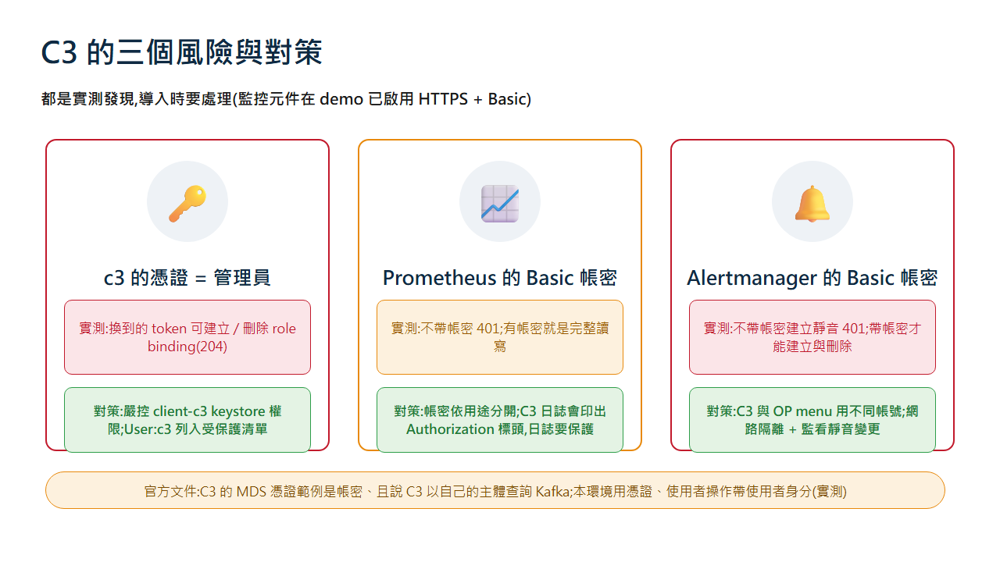 C3 的三個風險與對策
都是實測發現,導入時要處理(監控元件在 demo 已啟用 HTTPS + Basic)
c3 的憑證 = 管理員
實測:換到的 token 可建立 / 刪除 role
binding(204)
對策:嚴控 client-c3 keystore 權
限;User:c3 列入受保護清單
Prometheus 的 Basic 帳密
實測:不帶帳密 401;有帳密就是完整讀
寫
對策:帳密依用途分開;C3 日誌會印出
Authorization 標頭,日誌要保護
Alertmanager 的 Basic 帳密
實測:不帶帳密建立靜音 401;帶帳密才
能建立與刪除
對策:C3 與 OP menu 用不同帳號;網
路隔離 + 監看靜音變更
官方文件:C3 的 MDS 憑證範例是帳密、且說 C3 以自己的主體查詢 Kafka;本環境用憑證、使用者操作帶使用者身分(實測)